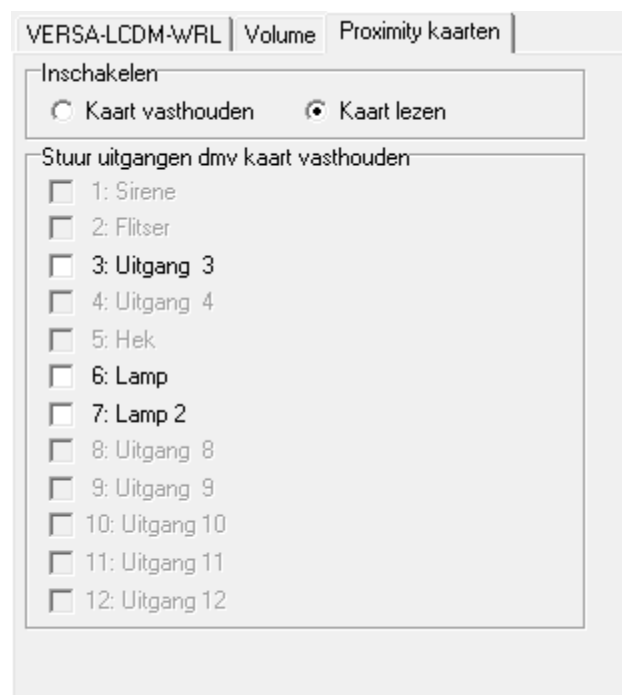 VERSA-LCDM-WRL Volume Proximity kaarten
Inschakelen
Kaart vasthouden Kaart lezen
Stuur uitgangen dmv kaart vasthouden
1: Sirene
2: Flitser
3: Uitgang 3
4: Uitgang 4
5: Hek
6: Lamp
7: Lamp 2
8: Uitgang 8
9: Uitgang 9
10: Uitgang 10
11: Uitgang 11
12: Uitgang 12